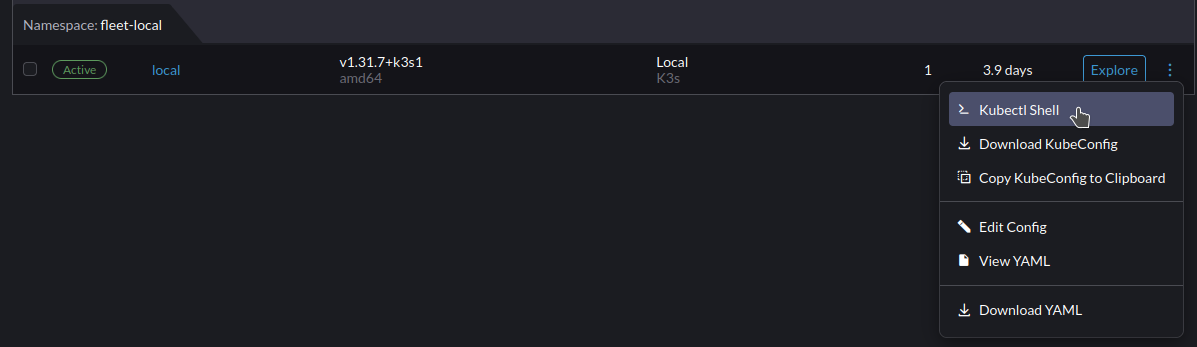 Namespace: fleet-local
Active local v1.31.7+k3s1 Local 1 3.9 days Explore
amd64 K3s
Kubectl Shell
Download KubeConfig
Copy KubeConfig to Clipboard
Edit Config
View YAML
Download YAML